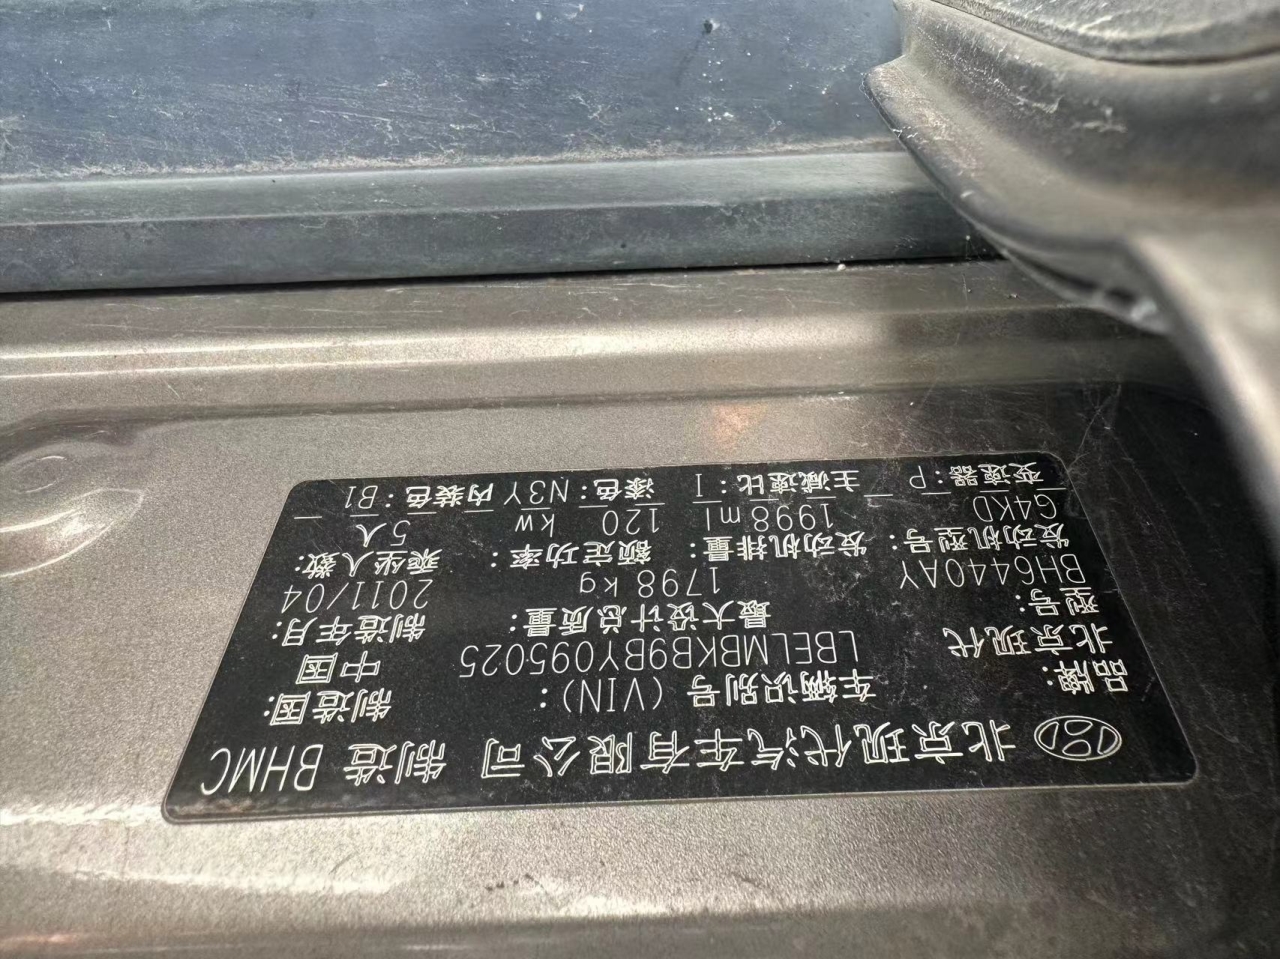 北京现代汽车有限公司 制造 BHMC
品牌: 车辆识别号 (VIN): 制造国:
北京现代 LBELMBKB9BY095025 中国
型号: 最大设计总质量: 制造年月:
BH6440AY 1798 kg 2011/04
发动机型号: 发动机排量: 额定功率: 乘坐人数:
G4KD 1998ml 120 kw 5人
变速器: P 主减速比: I 漆色: N3Y 内装色: B1